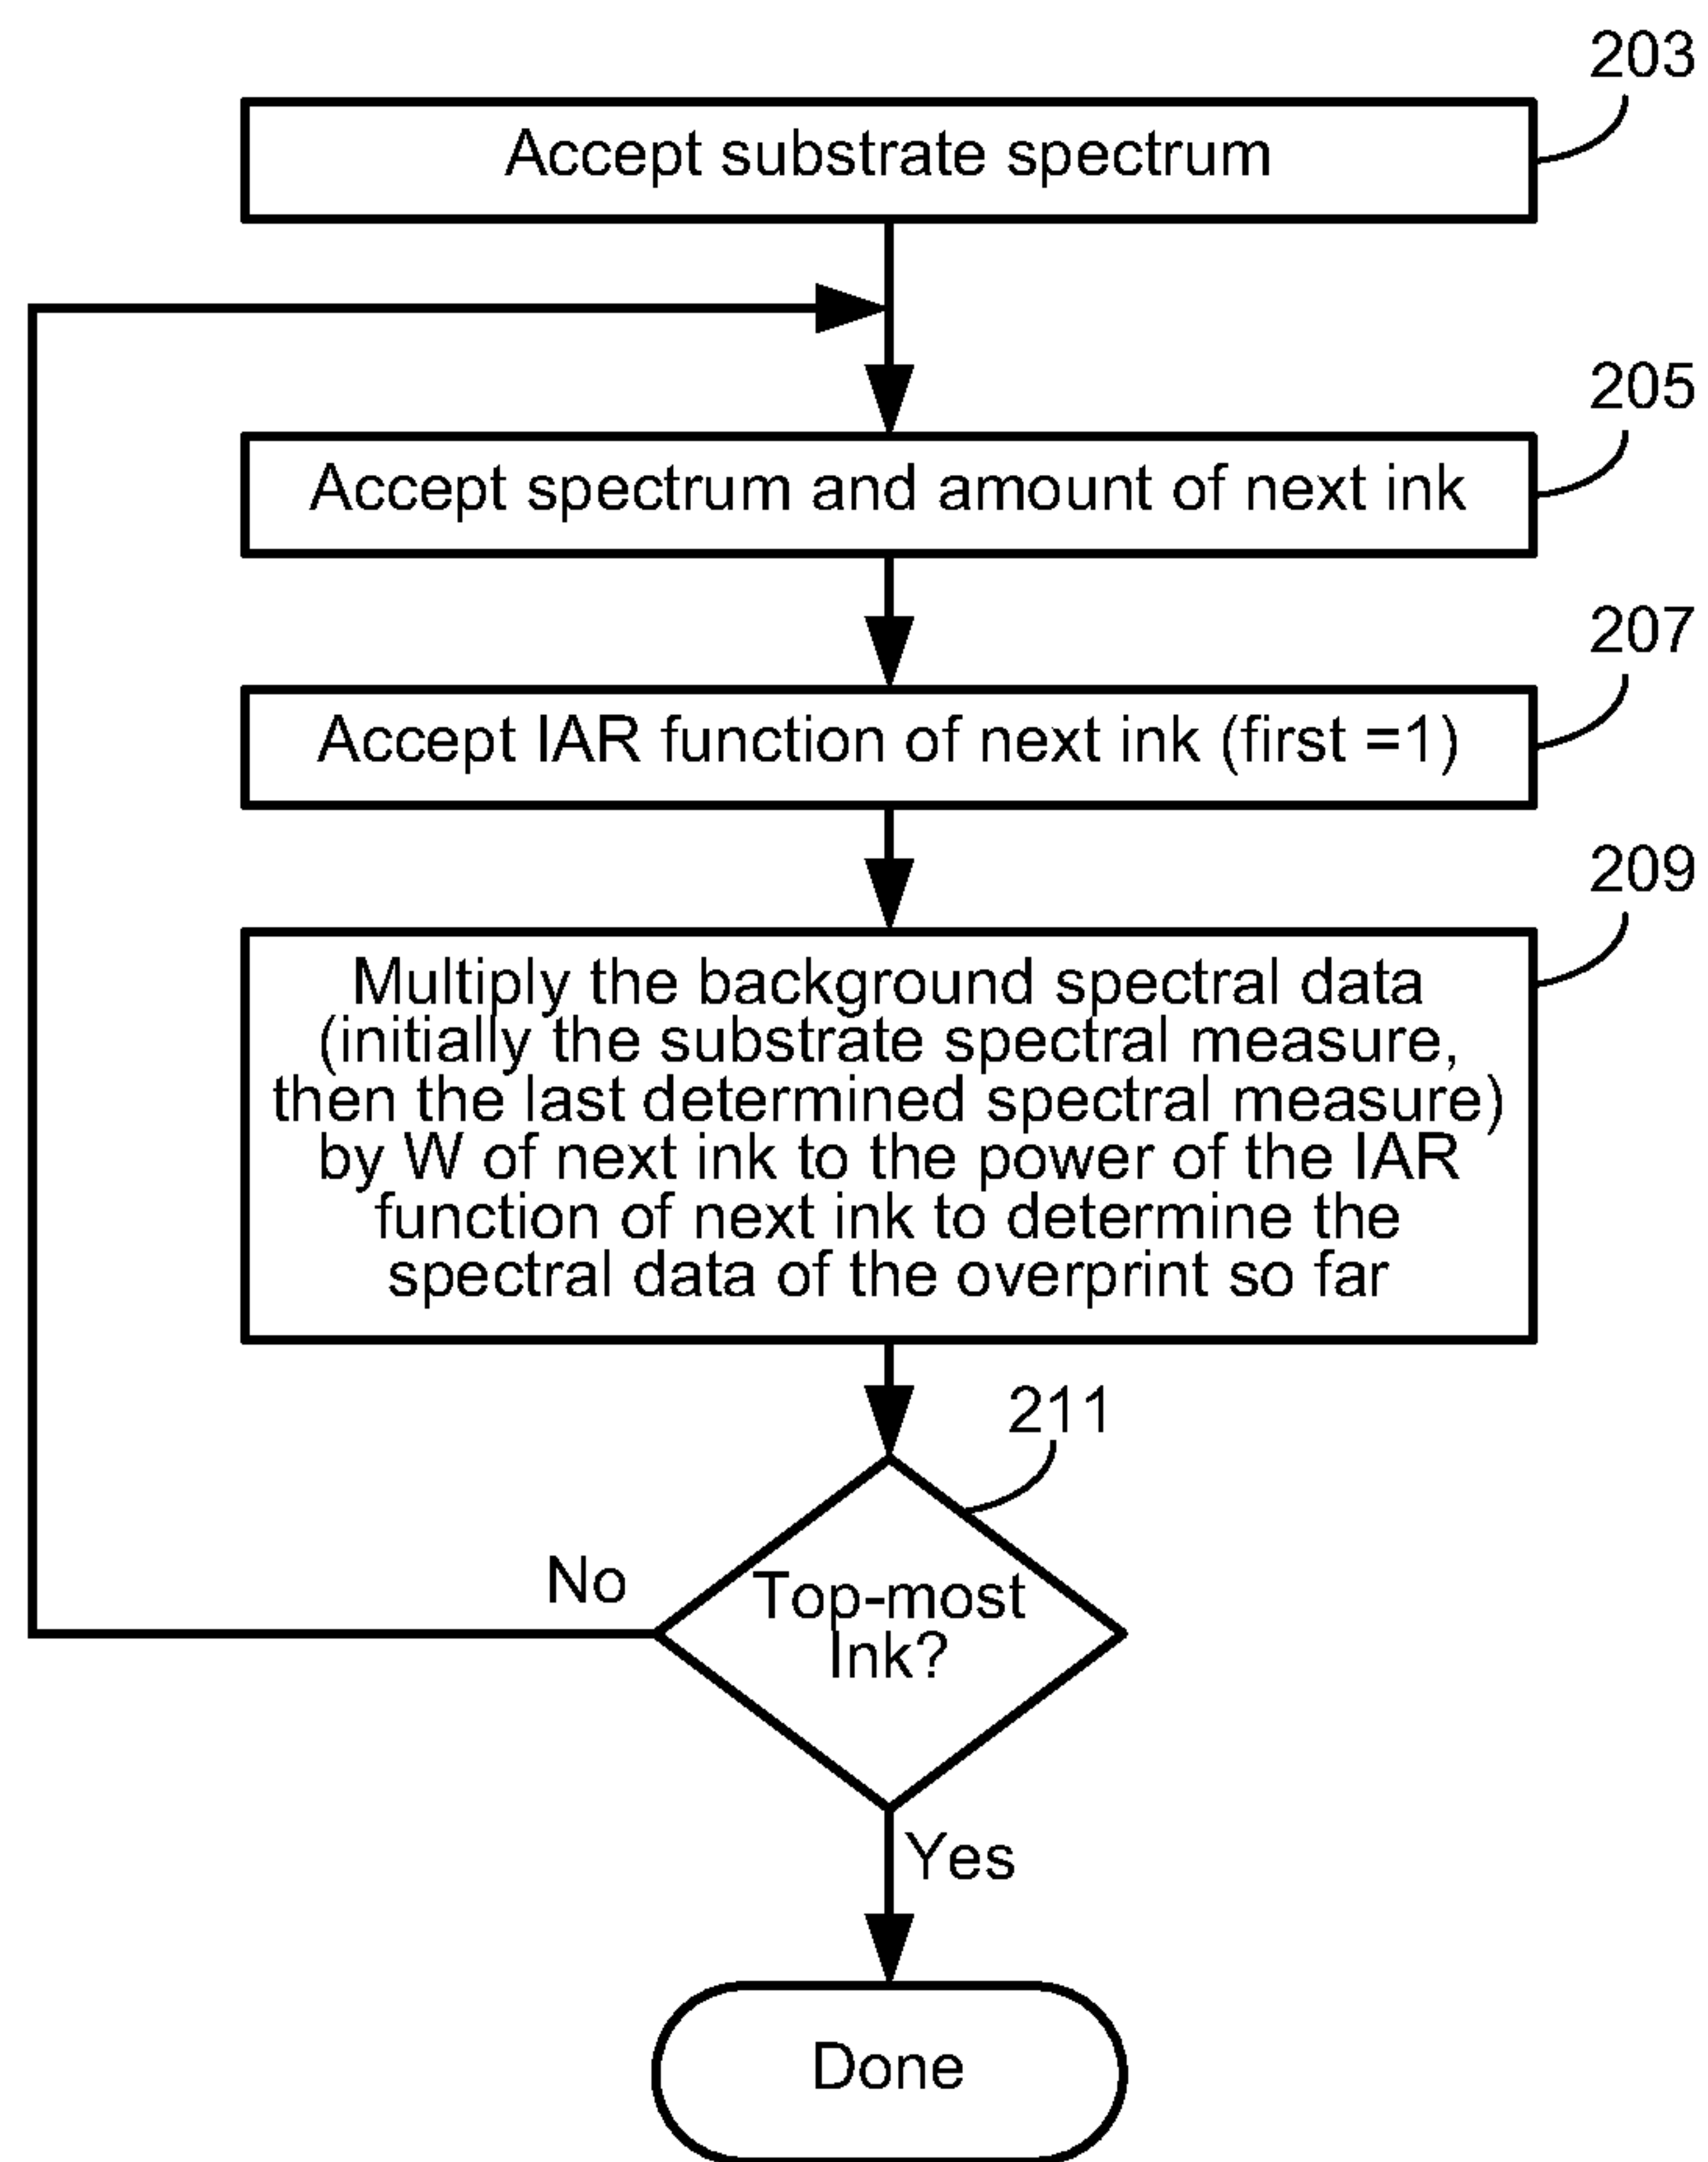 203
Accept substrate spectrum
205
Accept spectrum and amount of next ink
207
Accept IAR function of next ink (first =1)
209
Multiply the background spectral data
(initially the substrate spectral measure,
then the last determined spectral measure)
by W of next ink to the power of the IAR
function of next ink to determine the
spectral data of the overprint so far
211
No
Top-most
Ink?
Yes
Done